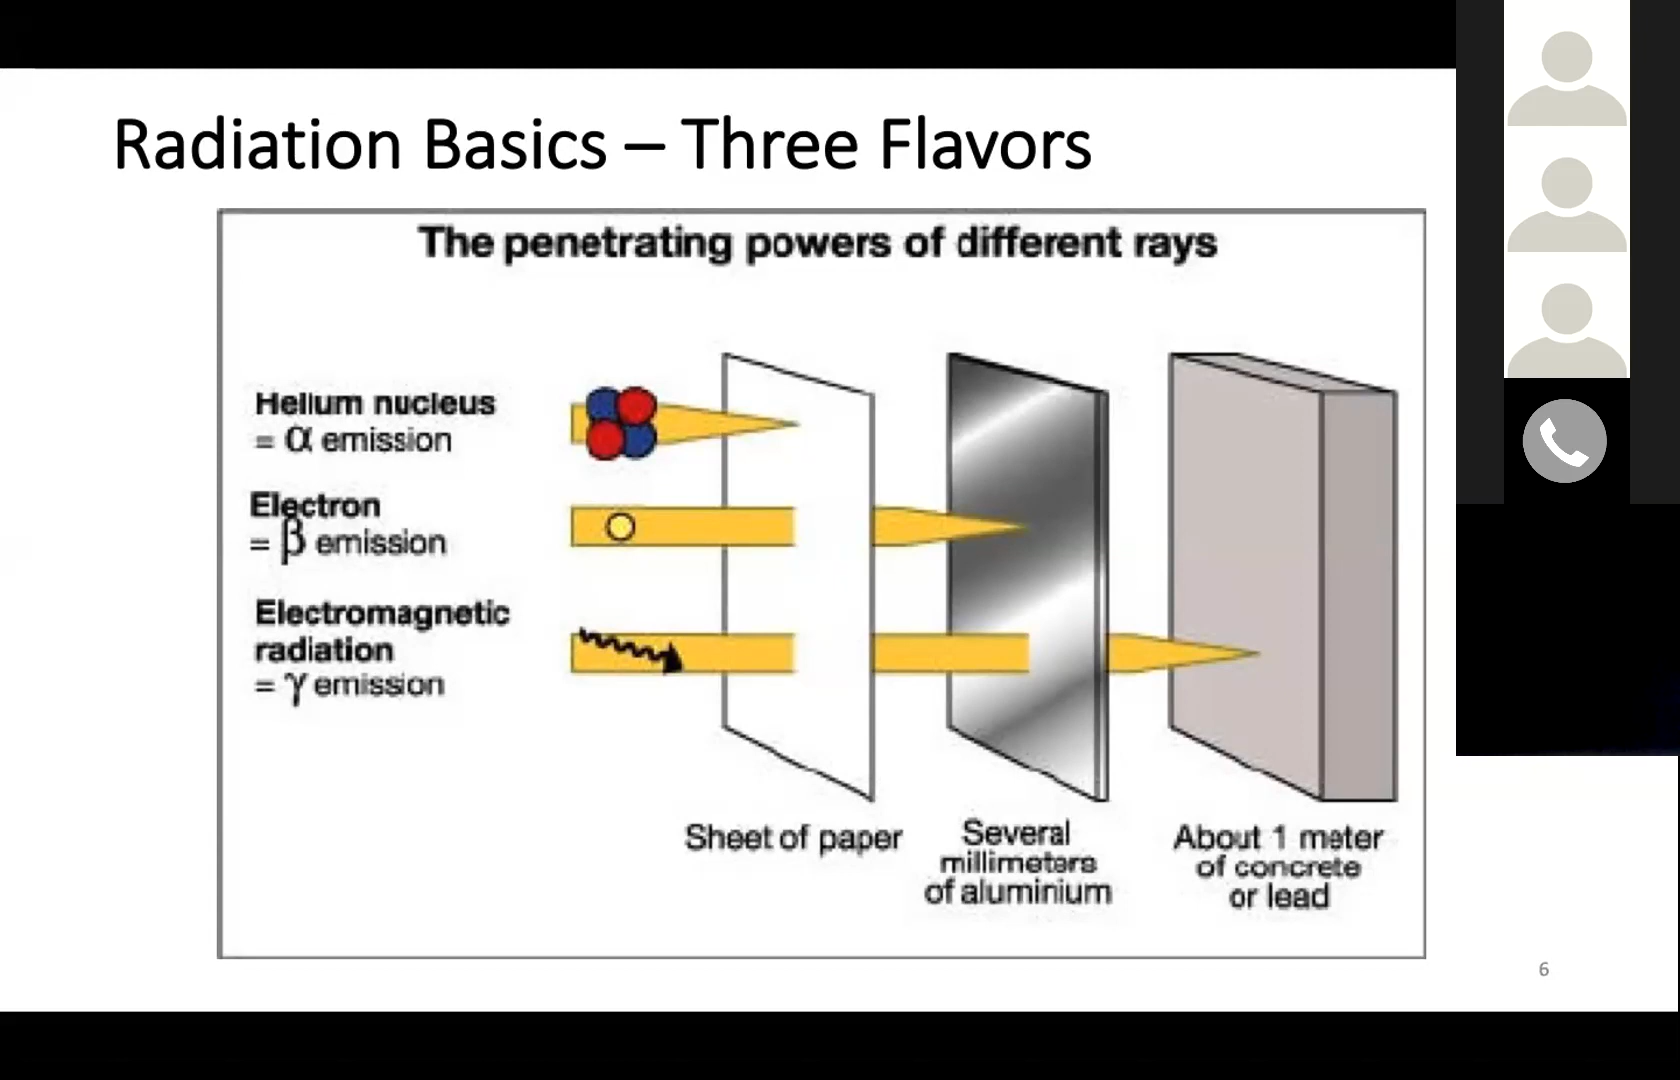 Radiation Basics – Three Flavors
The penetrating powers of different rays
Helium nucleus
= α emission
Electron
= β emission
Electromagnetic
radiation
= γ emission
Sheet of paper
Several
millimeters
of aluminium
About 1 meter
of concrete
or lead
6